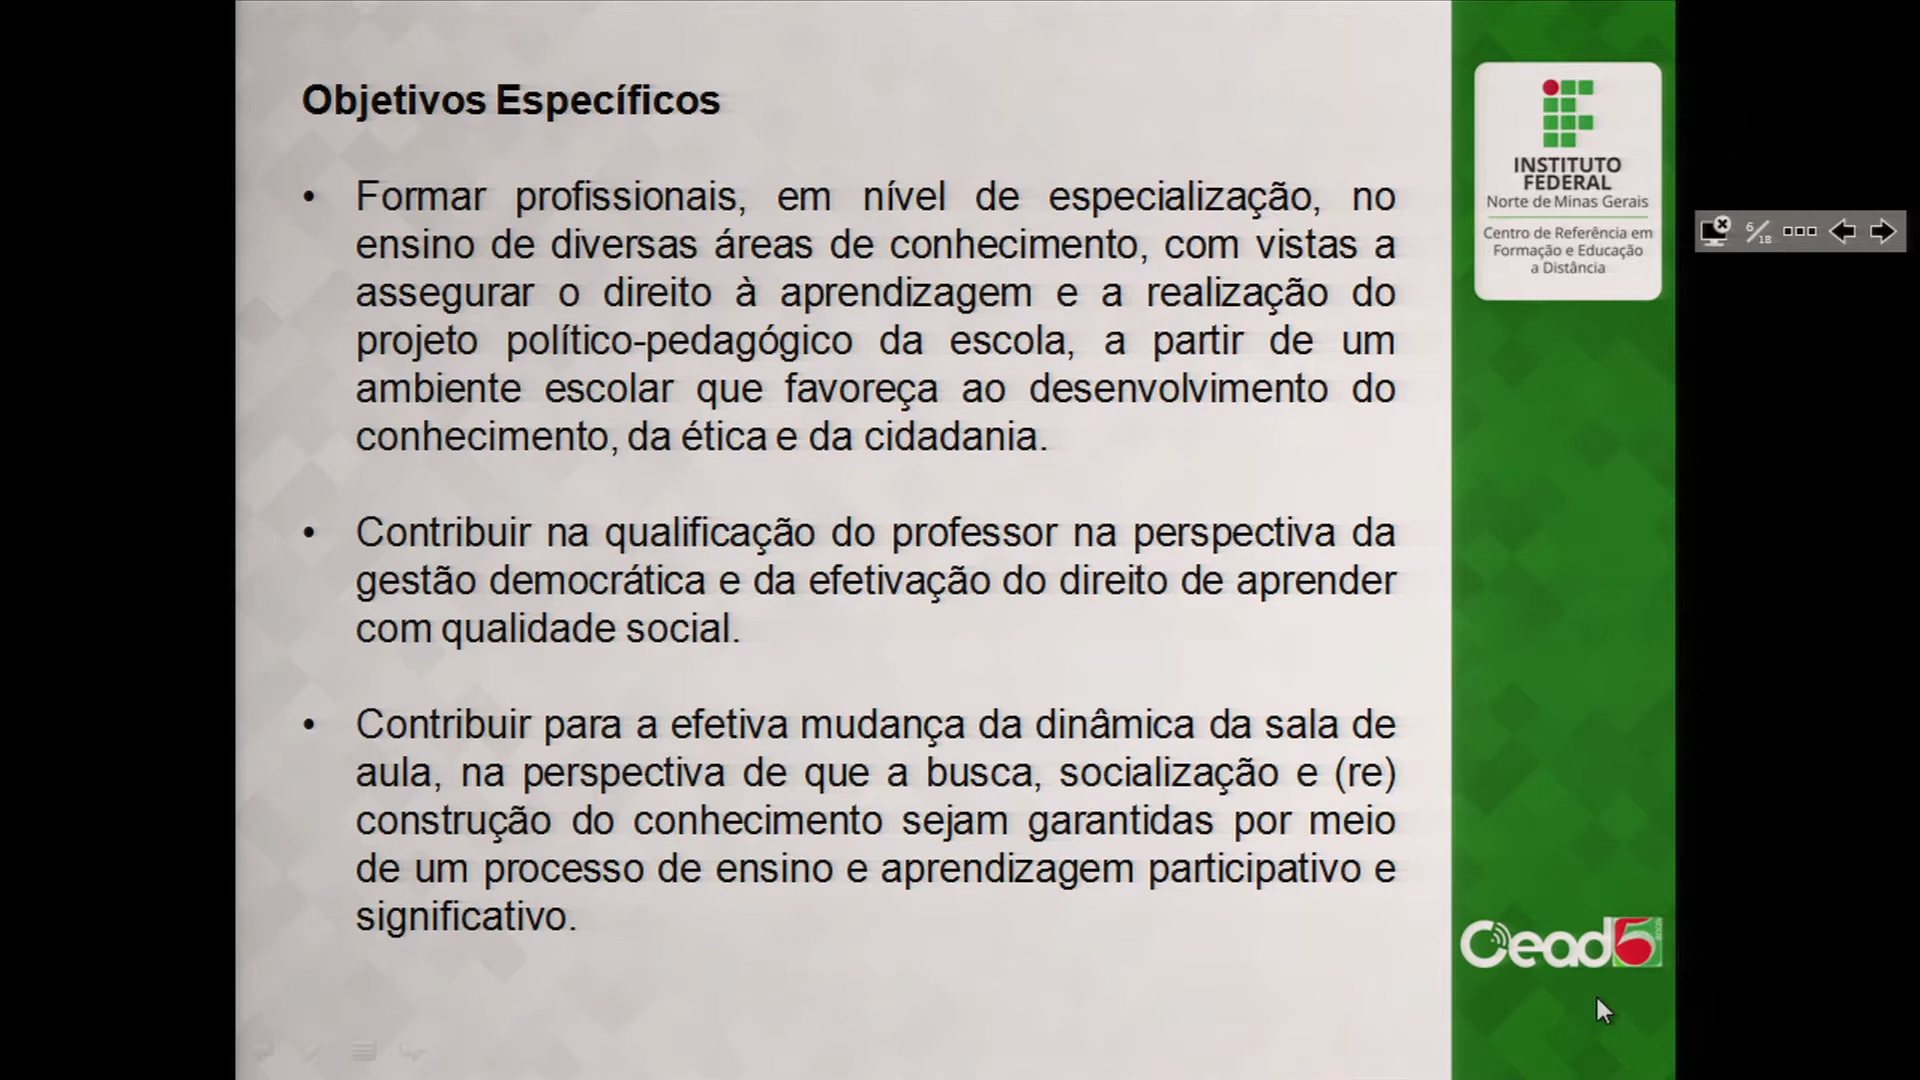 Objetivos Específicos
• Formar profissionais, em nível de especialização, no
ensino de diversas áreas de conhecimento, com vistas a
assegurar o direito à aprendizagem e a realização do
projeto político-pedagógico da escola, a partir de um
ambiente escolar que favoreça ao desenvolvimento do
conhecimento, da ética e da cidadania.
• Contribuir na qualificação do professor na perspectiva da
gestão democrática e da efetivação do direito de aprender
com qualidade social.
• Contribuir para a efetiva mudança da dinâmica da sala de
aula, na perspectiva de que a busca, socialização e (re)
construção do conhecimento sejam garantidas por meio
de um processo de ensino e aprendizagem participativo e
significativo.
INSTITUTO
FEDERAL
Norte de Minas Gerais
Centro de Referência em
Formação e Educação
a Distância
6/18
Cead 5 anos